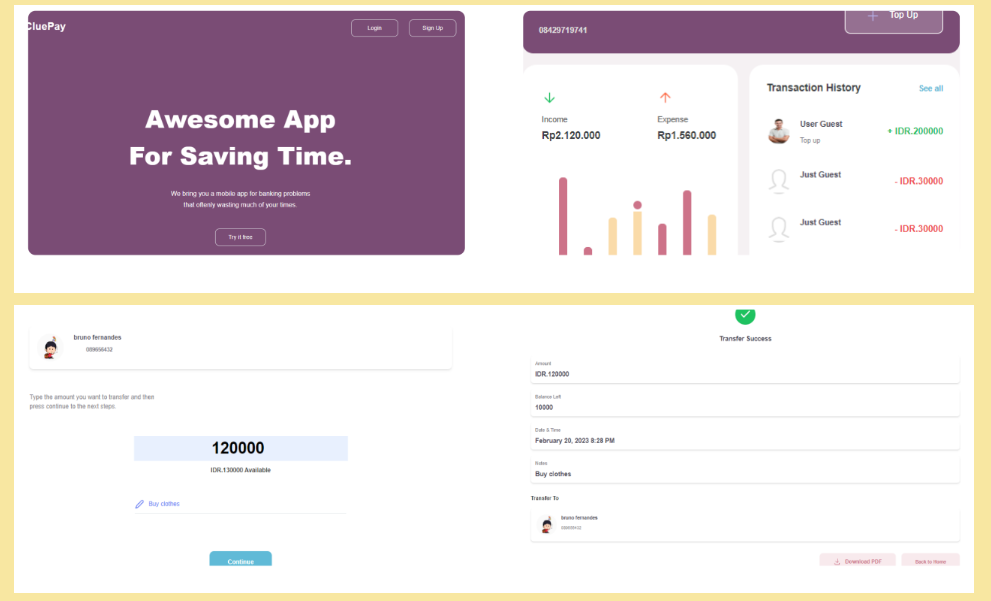 CluePay
Login
Sign Up
Awesome App
For Saving Time.
We bring you a mobile app for banking problems
that oftenly wasting much of your times.
Try it free
08429719741
Top Up
Income
Rp2.120.000
Expense
Rp1.560.000
Transaction History
See all
User Guest
Top up
+ IDR.200000
Just Guest
- IDR.30000
Just Guest
- IDR.30000
bruno fernandes
Type the amount you want to transfer and then
press continue to the next steps.
120000
IDR.130000 Available
Buy clothes
Continue
Transfer Success
Amount
IDR.120000
Balance Left
10000
Date & Time
February 20, 2023 8:28 PM
Notes
Buy clothes
Transfer To
bruno fernandes
Download PDF
Back to Home